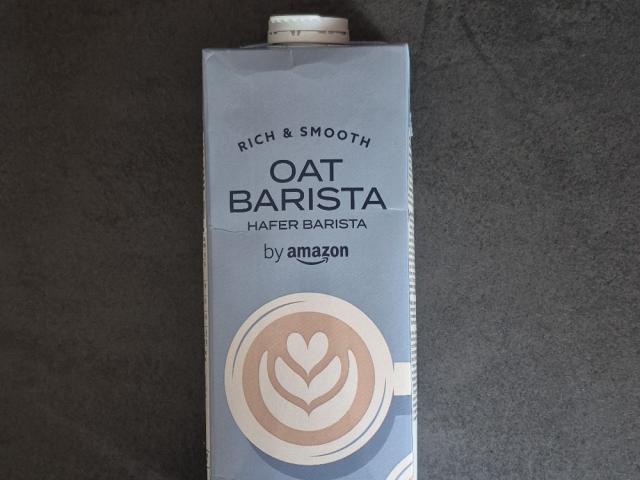 RICH & SMOOTH
OAT
BARISTA
HAFER BARISTA
by amazon